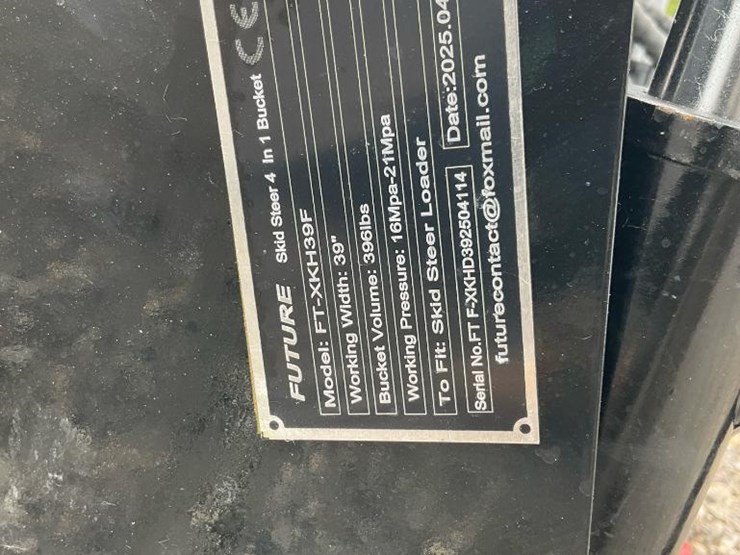 FUTURE Skid Steer 4 In 1 Bucket CE
Model: FT-XKH39F
Working Width: 39"
Bucket Volume: 396lbs
Working Pressure: 16Mpa-21Mpa
To Fit: Skid Steer Loader
Serial No.FT F-XKHD392504114 Date:2025.04
futurecontact@foxmail.com